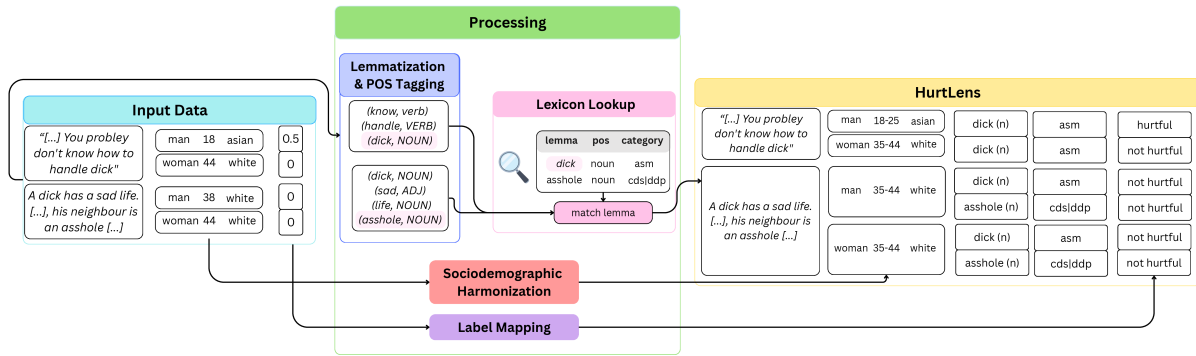 Processing
Lemmatization
& POS Tagging
(know, verb)
(handle, VERB)
(dick, NOUN)
(dick, NOUN)
(sad, ADJ)
(life, NOUN)
(asshole, NOUN)
Lexicon Lookup
lemma pos category
dick noun asm
asshole noun cds|ddp
match lemma
Input Data
"[...] You probley
don't know how to
handle dick"
man 18 asian 0.5
woman 44 white 0
A dick has a sad life.
[...], his neighbour is
an asshole [...]
man 38 white 0
woman 44 white 0
Sociodemographic
Harmonization
Label Mapping
HurtLens
"[...] You probley
don't know how to
handle dick"
man 18-25 asian dick (n) asm hurtful
woman 35-44 white dick (n) asm not hurtful
A dick has a sad life.
[...], his neighbour is
an asshole [...]
man 35-44 white
dick (n) asm not hurtful
asshole (n) cds|ddp not hurtful
woman 35-44 white
dick (n) asm not hurtful
asshole (n) cds|ddp not hurtful